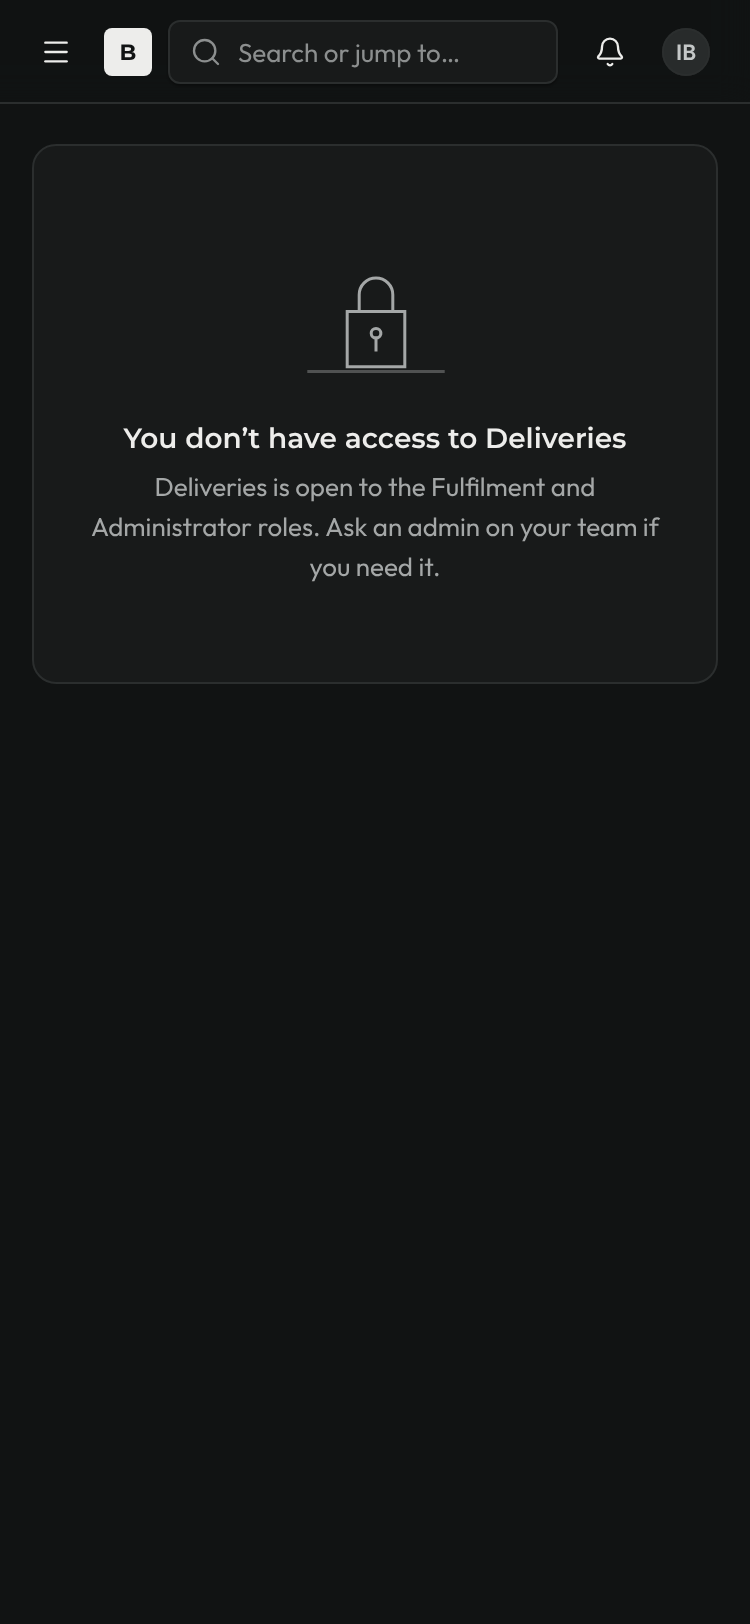 B
Search or jump to...
IB
You don’t have access to Deliveries
Deliveries is open to the Fulfilment and
Administrator roles. Ask an admin on your team if
you need it.